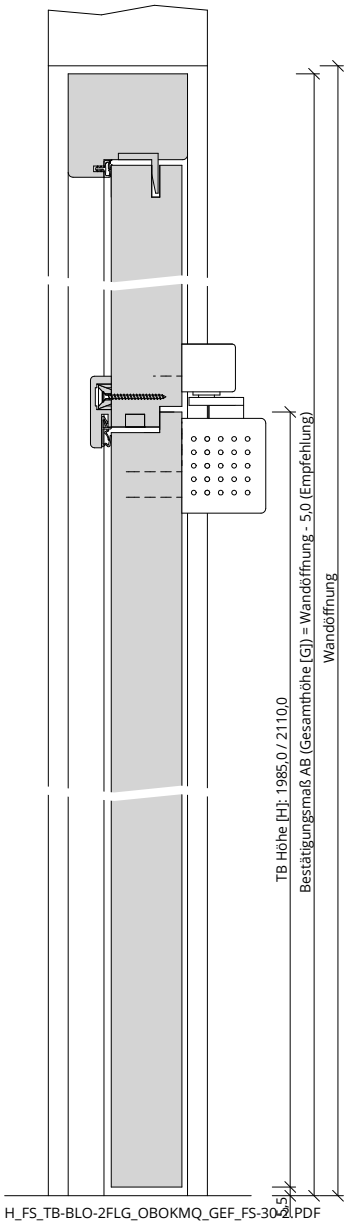 TB Höhe [H]: 1985,0 / 2110,0
Bestätigungsmaß AB (Gesamthöhe [G]) = Wandöffnung - 5,0 (Empfehlung)
Wandöffnung
5,5
H_FS_TB-BLO-2FLG_OBOKMQ_GEF_FS-30-2.PDF